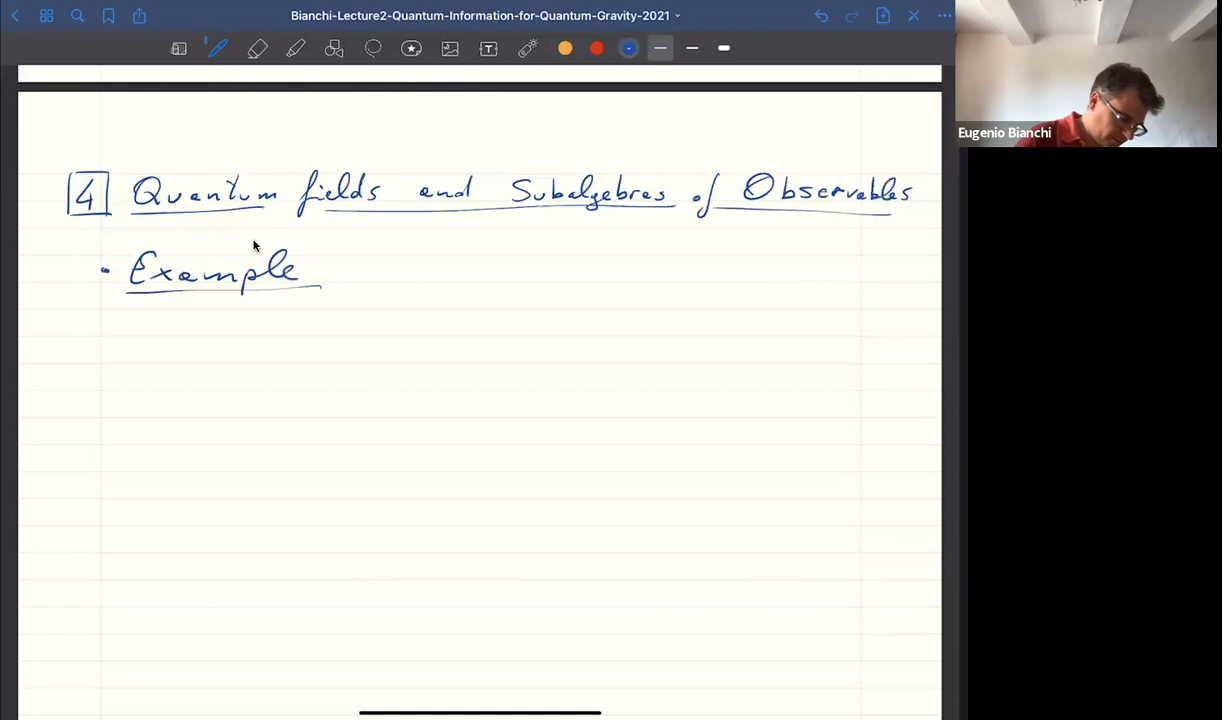 Bianchi-Lecture2-Quantum-Information-for-Quantum-Gravity-2021
Eugenio Bianchi
4 Quantum fields and Subalgebras of Observables
• Example